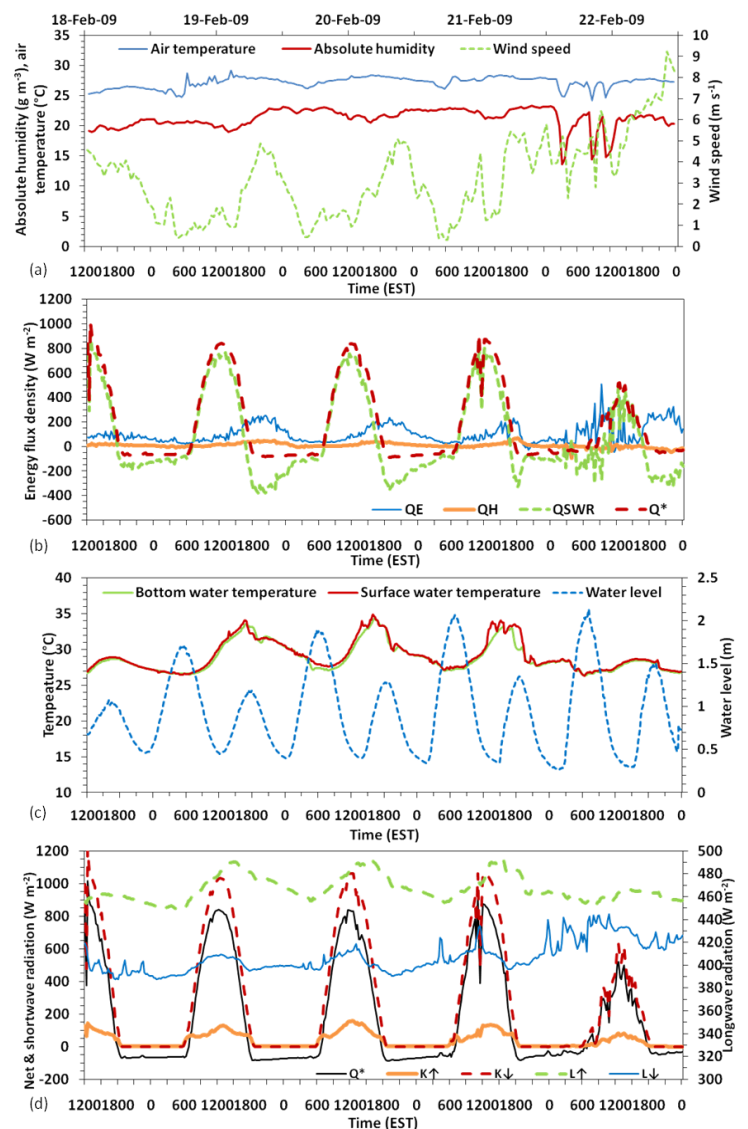 18-Feb-09 19-Feb-09 20-Feb-09 21-Feb-09 22-Feb-09
35 10
30 9
25 8
20 7
15 6
10 5
5 4
0 3
2
1
0
Air temperature Absolute humidity Wind speed
Absolute humidity (g m⁻³), air
temperature (°C)
Wind speed (m s⁻¹)
(a)
12001800 0 600 12001800 0 600 12001800 0 600 12001800 0 600 12001800 0
Time (EST)
1200
1000
800
600
400
200
0
-200
-400
-600
Energy flux density (W m⁻²)
QE QH QSWR Q*
(b)
12001800 0 600 12001800 0 600 12001800 0 600 12001800 0 600 12001800 0
Time (EST)
40 2.5
35 2
30 1.5
25 1
20 0.5
15 0
10
Bottom water temperature Surface water temperature Water level
Tempeature (°C)
Water level (m)
(c)
12001800 0 600 12001800 0 600 12001800 0 600 12001800 0 600 12001800 0
Time (EST)
1200 500
1000 480
800 460
600 440
400 420
200 400
0 380
-200 360
340
320
300
Net & shortwave radiation (W m⁻²)
Longwave radiation (W m⁻²)
Q* K↑ K↓ L↑ L↓
(d)
12001800 0 600 12001800 0 600 12001800 0 600 12001800 0 600 12001800 0
Time (EST)